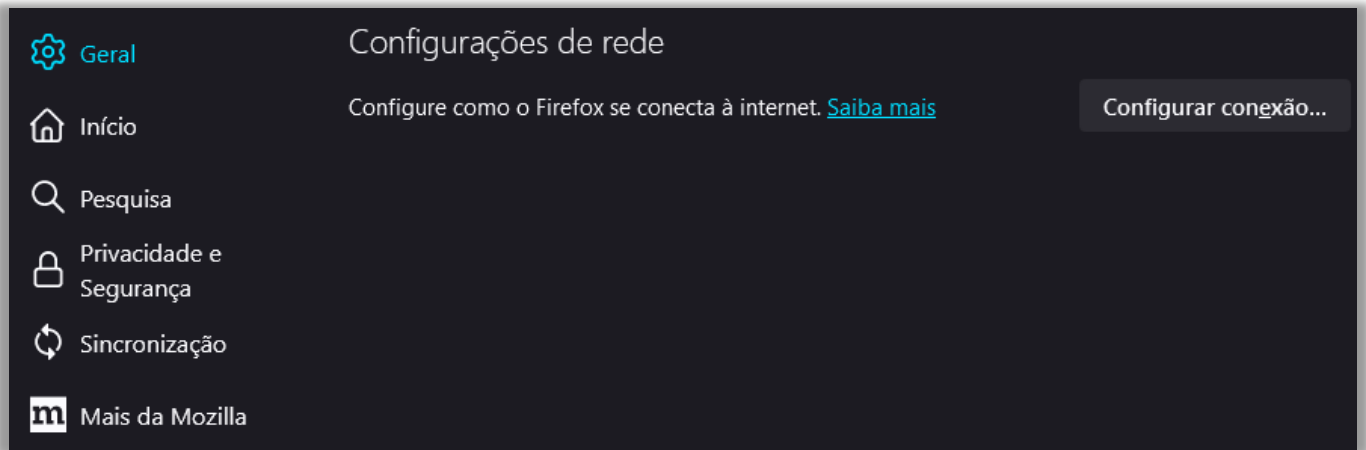 Geral
Início
Pesquisa
Privacidade e
Segurança
Sincronização
m Mais da Mozilla
Configurações de rede
Configure como o Firefox se conecta à internet. Saiba mais
Configurar conexão...